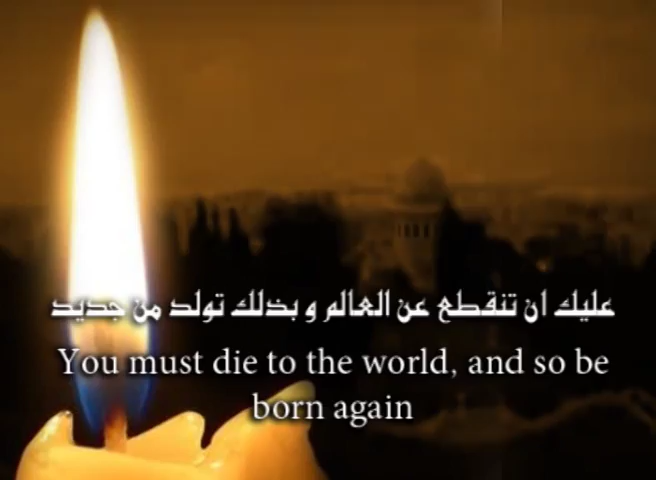 عليك ان تنقطع عن العالم و بذلك تولد من جديد
You must die to the world, and so be
born again